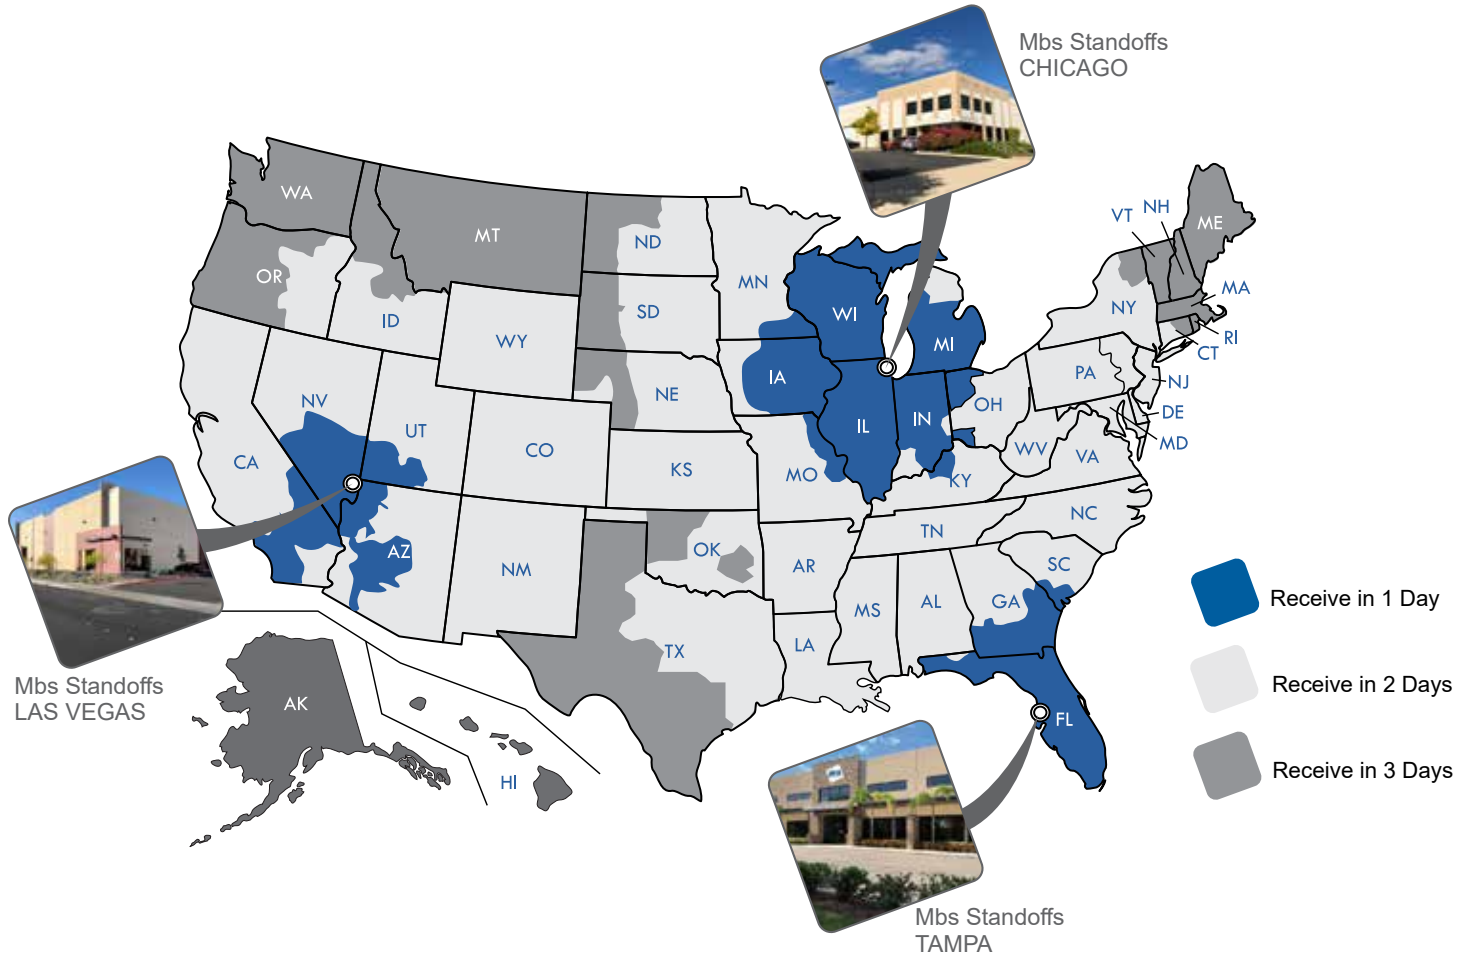 Mbs Standoffs
CHICAGO
WA
MT
ND
MN
VT
NH
ME
OR
ID
WY
SD
WI
MI
NY
MA
RI
CT
NV
UT
CO
NE
IA
IL
IN
OH
PA
NJ
DE
MD
CA
KS
MO
KY
WV
VA
AZ
NM
OK
AR
TN
NC
SC
TX
LA
MS
AL
GA
FL
Mbs Standoffs
LAS VEGAS
AK
HI
Receive in 1 Day
Receive in 2 Days
Receive in 3 Days
Mbs Standoffs
TAMPA